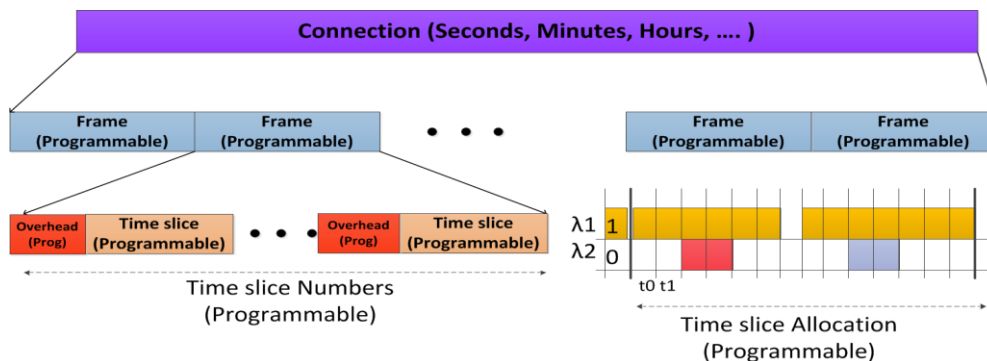 Connection (Seconds, Minutes, Hours, .... )
Frame
(Programmable)
Frame
(Programmable)
Frame
(Programmable)
Frame
(Programmable)
Overhead
(Prog)
Time slice
(Programmable)
Overhead
(Prog)
Time slice
(Programmable)
Time slice Numbers
(Programmable)
λ1 1
λ2 0
t0 t1
Time slice Allocation
(Programmable)